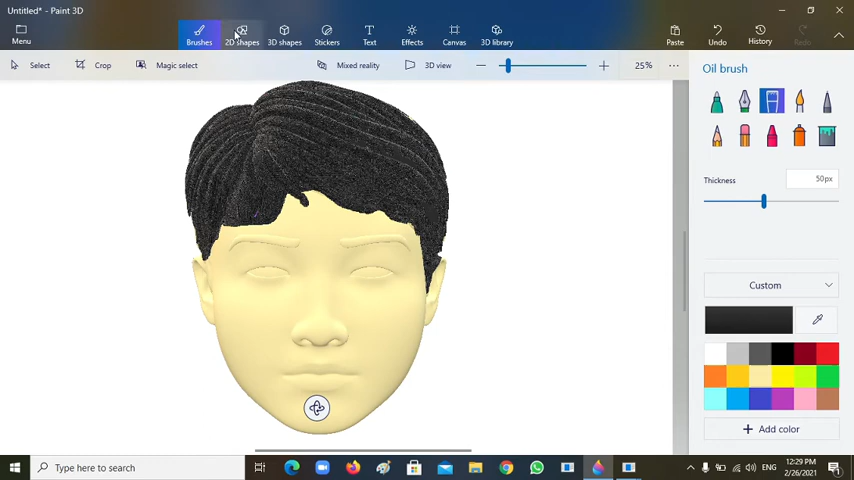 Untitled* - Paint 3D
Menu
Brushes
2D shapes
3D shapes
Stickers
Text
Effects
Canvas
3D library
Paste
Undo
History
Redo
Select
Crop
Magic select
Mixed reality
3D view
25%
Oil brush
Thickness
50px
Custom
Add color
Type here to search
ENG
12:29 PM
2/26/2021